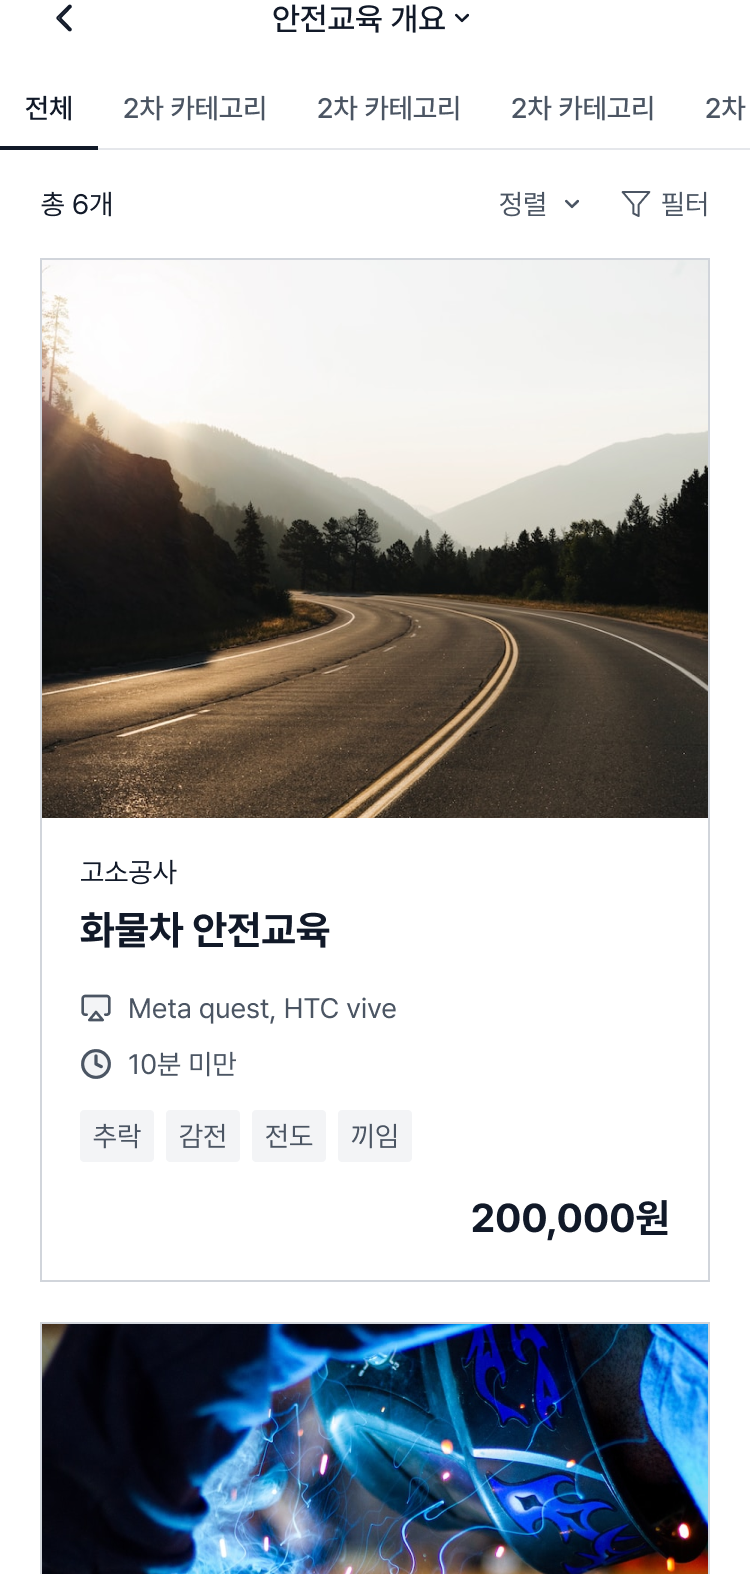 안전교육 개요
전체 2차 카테고리 2차 카테고리 2차 카테고리 2차
총 6개 정렬 필터
고소공사
화물차 안전교육
Meta quest, HTC vive
10분 미만
추락 감전 전도 끼임
200,000원